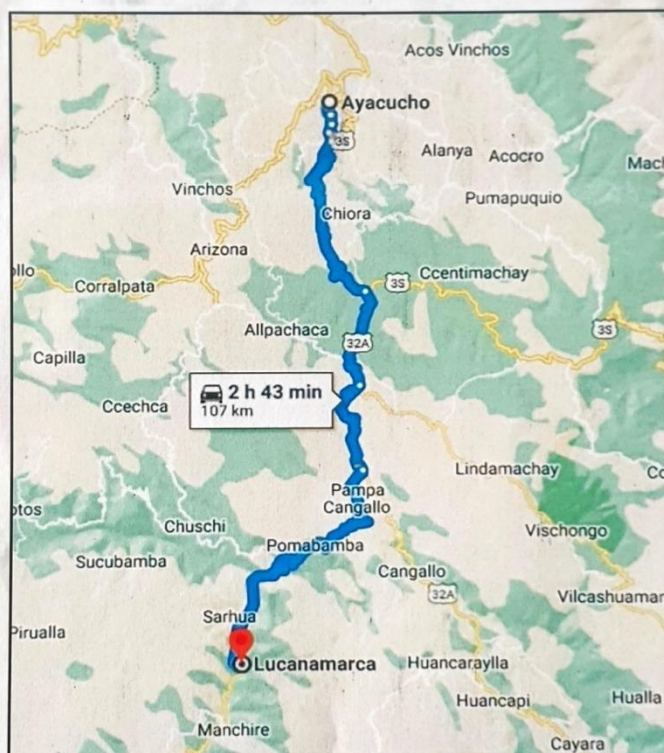 Acos Vinchos
Ayacucho
3S
Alanya
Acocro
Vinchos
Pumapuquio
Chiora
Arizona
Ccentimachay
Corralpata
3S
3S
Allpachaca
32A
Capilla
2 h 43 min
107 km
Ccechca
Lindamachay
Pampa
Cangallo
Chuschi
Vischongo
Pomabamba
Sucubamba
Cangallo
32A
Sarhua
Pirualla
Lucanamarca
Huancaraylla
Huancapi
Hualla
Manchire
Cayara